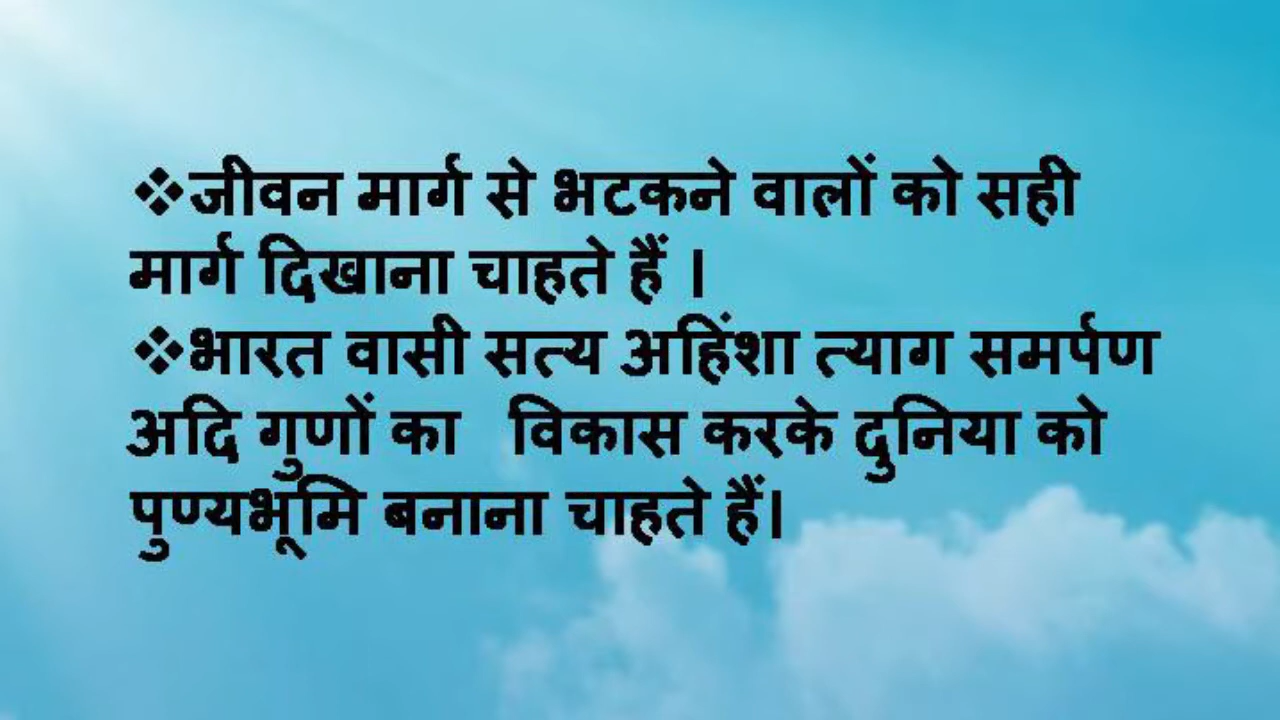 ❖जीवन मार्ग से भटकने वालों को सही
मार्ग दिखाना चाहते हैं ।
❖भारत वासी सत्य अहिंशा त्याग समर्पण
अदि गुणों का विकास करके दुनिया को
पुण्यभूमि बनाना चाहते हैं।